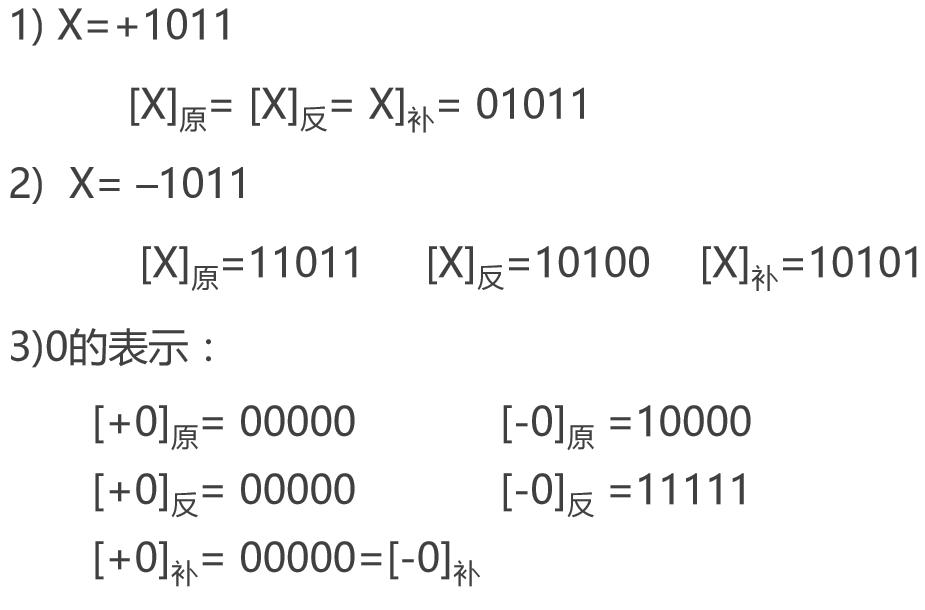 1) X=+1011
[X]原= [X]反= X]补= 01011
2) X= –1011
[X]原=11011 [X]反=10100 [X]补=10101
3)0的表示：
[+0]原= 00000 [-0]原 =10000
[+0]反= 00000 [-0]反 =11111
[+0]补= 00000=[-0]补